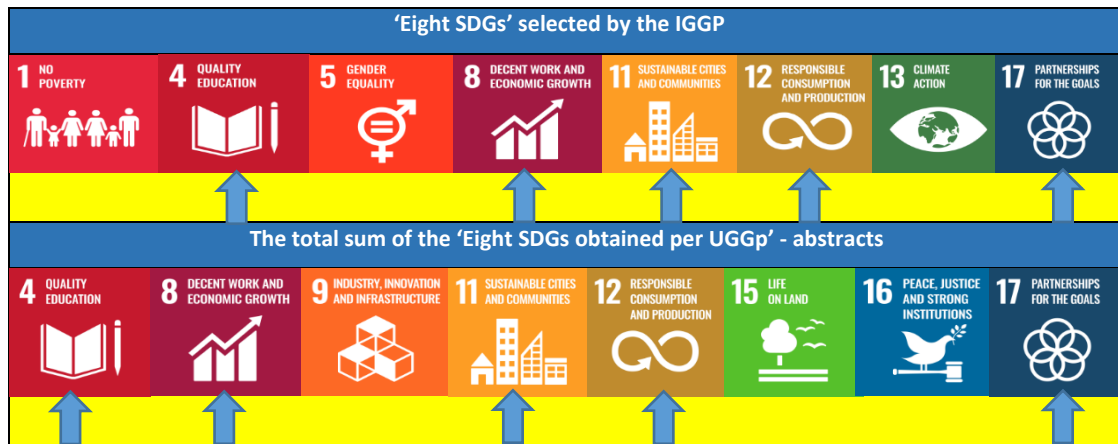 ‘Eight SDGs’ selected by the IGGP
1 NO
POVERTY
4 QUALITY
EDUCATION
5 GENDER
EQUALITY
8 DECENT WORK AND
ECONOMIC GROWTH
11 SUSTAINABLE CITIES
AND COMMUNITIES
12 RESPONSIBLE
CONSUMPTION
AND PRODUCTION
13 CLIMATE
ACTION
17 PARTNERSHIPS
FOR THE GOALS
The total sum of the ‘Eight SDGs obtained per UGGp’ - abstracts
4 QUALITY
EDUCATION
8 DECENT WORK AND
ECONOMIC GROWTH
9 INDUSTRY, INNOVATION
AND INFRASTRUCTURE
11 SUSTAINABLE CITIES
AND COMMUNITIES
12 RESPONSIBLE
CONSUMPTION
AND PRODUCTION
15 LIFE
ON LAND
16 PEACE, JUSTICE
AND STRONG
INSTITUTIONS
17 PARTNERSHIPS
FOR THE GOALS